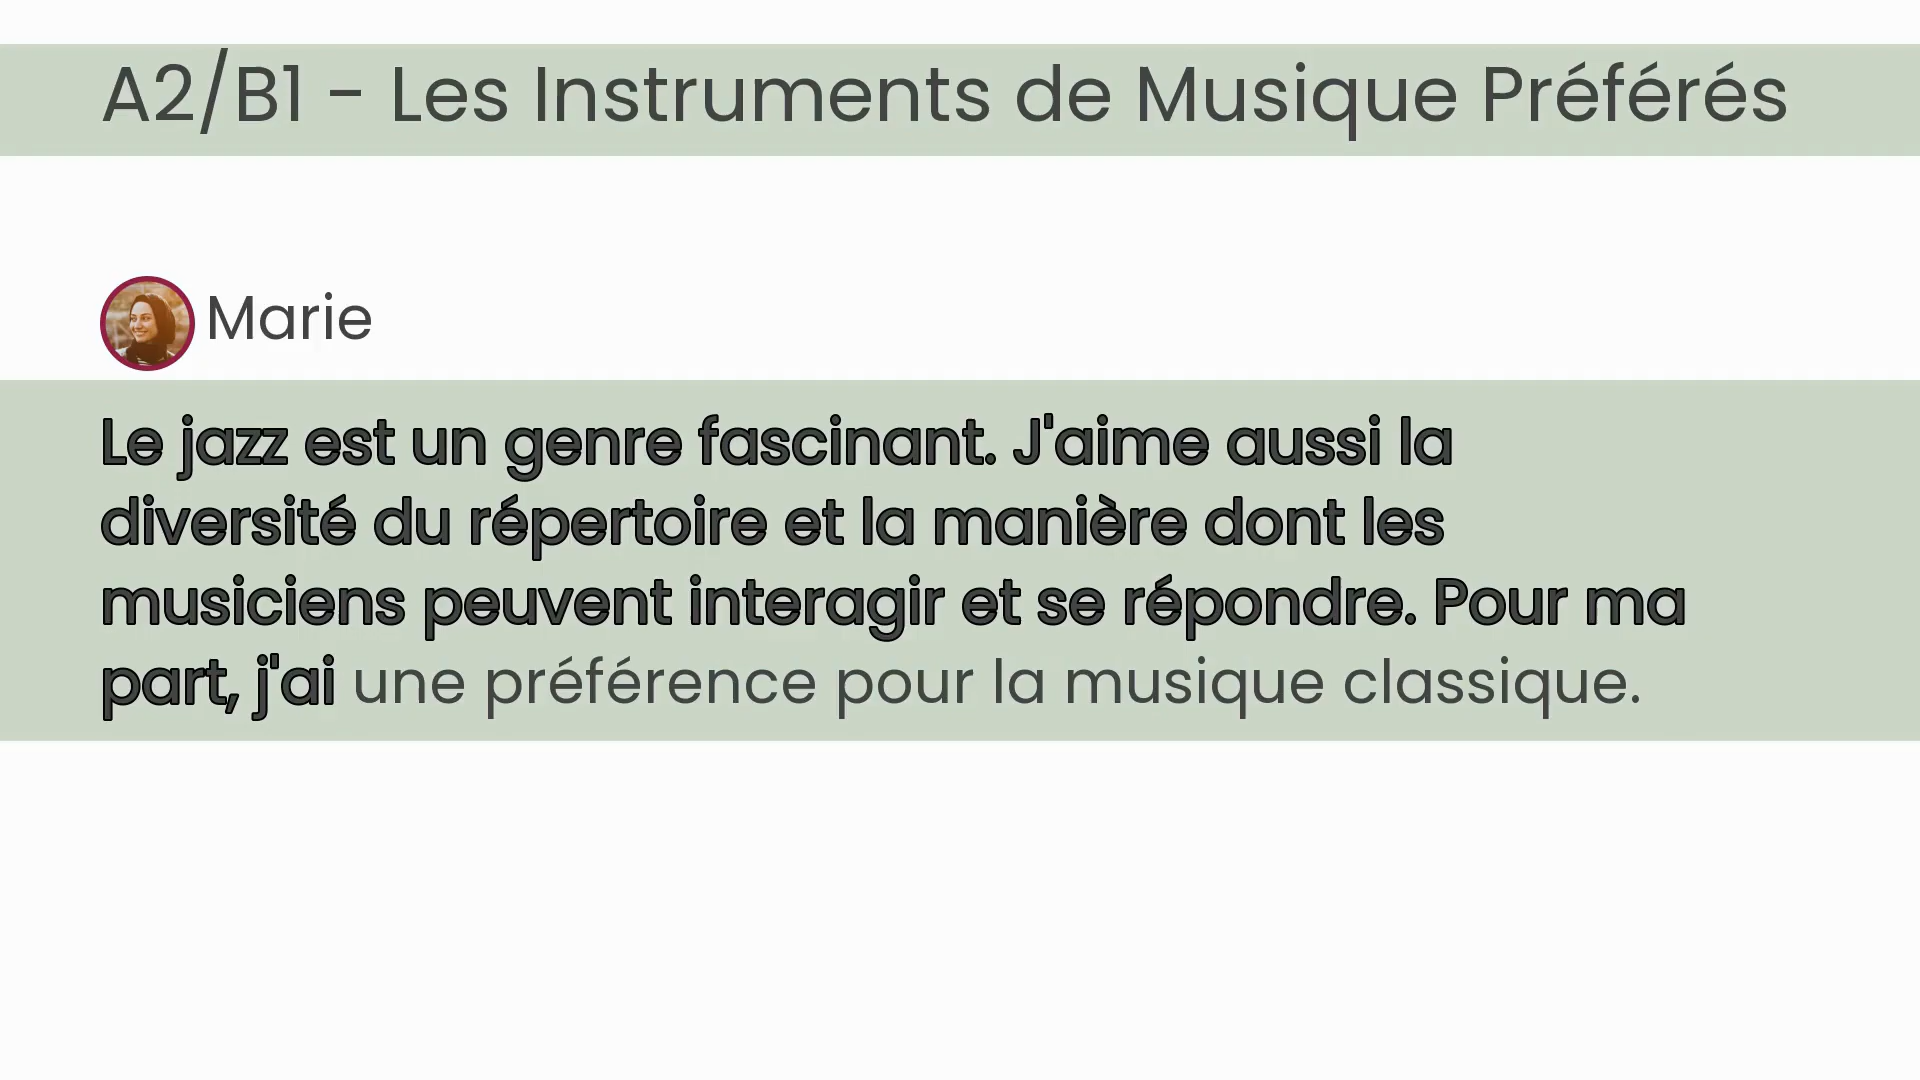 A2/B1 - Les Instruments de Musique Préférés
Marie
Le jazz est un genre fascinant. J'aime aussi la
diversité du répertoire et la manière dont les
musiciens peuvent interagir et se répondre. Pour ma
part, j'ai une préférence pour la musique classique.